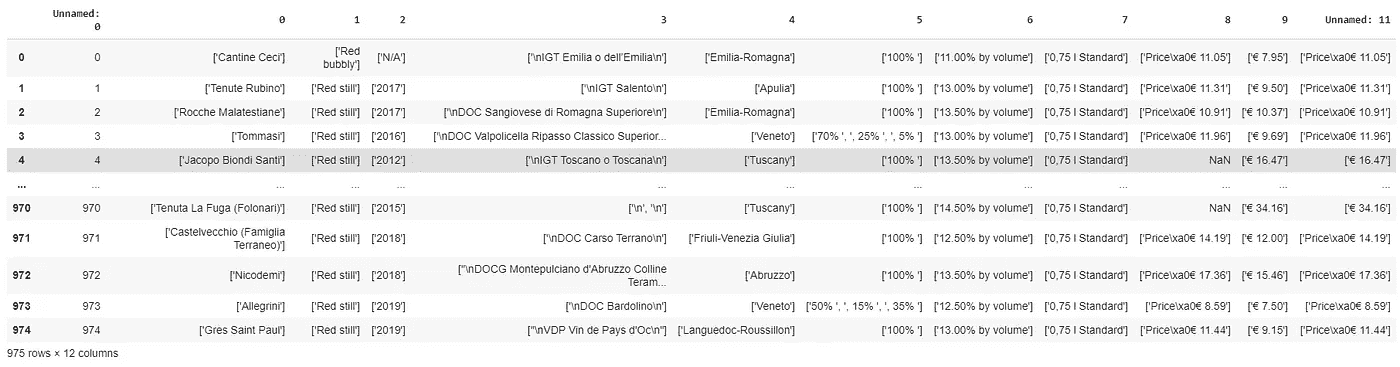 Unnamed: 0 0 1 2 3 4 5 6 7 8 9 Unnamed: 11
0 0 ['Cantine Ceci'] ['Red bubbly'] ['N/A'] ['\nIGT Emilia o dell'Emilia\n'] ['Emilia-Romagna'] ['100% '] ['11.00% by volume'] ['0,75 l Standard'] ['Price\xa0€ 11.05'] ['€ 7.95'] ['Price\xa0€ 11.05']
1 1 ['Tenute Rubino'] ['Red still'] ['2017'] ['\nIGT Salento\n'] ['Apulia'] ['100% '] ['13.00% by volume'] ['0,75 l Standard'] ['Price\xa0€ 11.31'] ['€ 9.50'] ['Price\xa0€ 11.31']
2 2 ['Rocche Malatestiane'] ['Red still'] ['2017'] ['\nDOC Sangiovese di Romagna Superiore\n'] ['Emilia-Romagna'] ['100% '] ['13.50% by volume'] ['0,75 l Standard'] ['Price\xa0€ 10.91'] ['€ 10.37'] ['Price\xa0€ 10.91']
3 3 ['Tommasi'] ['Red still'] ['2016'] ['\nDOC Valpolicella Ripasso Classico Superior... ['Veneto'] ['70% ', ', 25% ', ', 5% '] ['13.00% by volume'] ['0,75 l Standard'] ['Price\xa0€ 11.96'] ['€ 9.69'] ['Price\xa0€ 11.96']
4 4 ['Jacopo Biondi Santi'] ['Red still'] ['2012'] ['\nIGT Toscano o Toscana\n'] ['Tuscany'] ['100% '] ['13.50% by volume'] ['0,75 l Standard'] NaN ['€ 16.47'] ['€ 16.47']
... ... ... ... ... ... ... ... ... ... ... ... ...
970 970 ['Tenuta La Fuga (Folonari)'] ['Red still'] ['2015'] ['\n', '\n'] ['Tuscany'] ['100% '] ['14.50% by volume'] ['0,75 l Standard'] NaN ['€ 34.16'] ['€ 34.16']
971 971 ['Castelvecchio (Famiglia Terraneo)'] ['Red still'] ['2018'] ['\nDOC Carso Terrano\n'] ['Friuli-Venezia Giulia'] ['100% '] ['12.50% by volume'] ['0,75 l Standard'] ['Price\xa0€ 14.19'] ['€ 12.00'] ['Price\xa0€ 14.19']
972 972 ['Nicodemi'] ['Red still'] ['2018'] ["\nDOCG Montepulciano d'Abruzzo Colline Teram... ['Abruzzo'] ['100% '] ['13.50% by volume'] ['0,75 l Standard'] ['Price\xa0€ 17.36'] ['€ 15.46'] ['Price\xa0€ 17.36']
973 973 ['Allegrini'] ['Red still'] ['2019'] ['\nDOC Bardolino\n'] ['Veneto'] ['50% ', ', 15% ', ', 35% '] ['12.50% by volume'] ['0,75 l Standard'] ['Price\xa0€ 8.59'] ['€ 7.50'] ['Price\xa0€ 8.59']
974 974 ['Gres Saint Paul'] ['Red still'] ['2019'] ["\nVDP Vin de Pays d'Oc\n"] ['Languedoc-Roussillon'] ['100% '] ['13.00% by volume'] ['0,75 l Standard'] ['Price\xa0€ 11.44'] ['€ 9.15'] ['Price\xa0€ 11.44']
975 rows × 12 columns